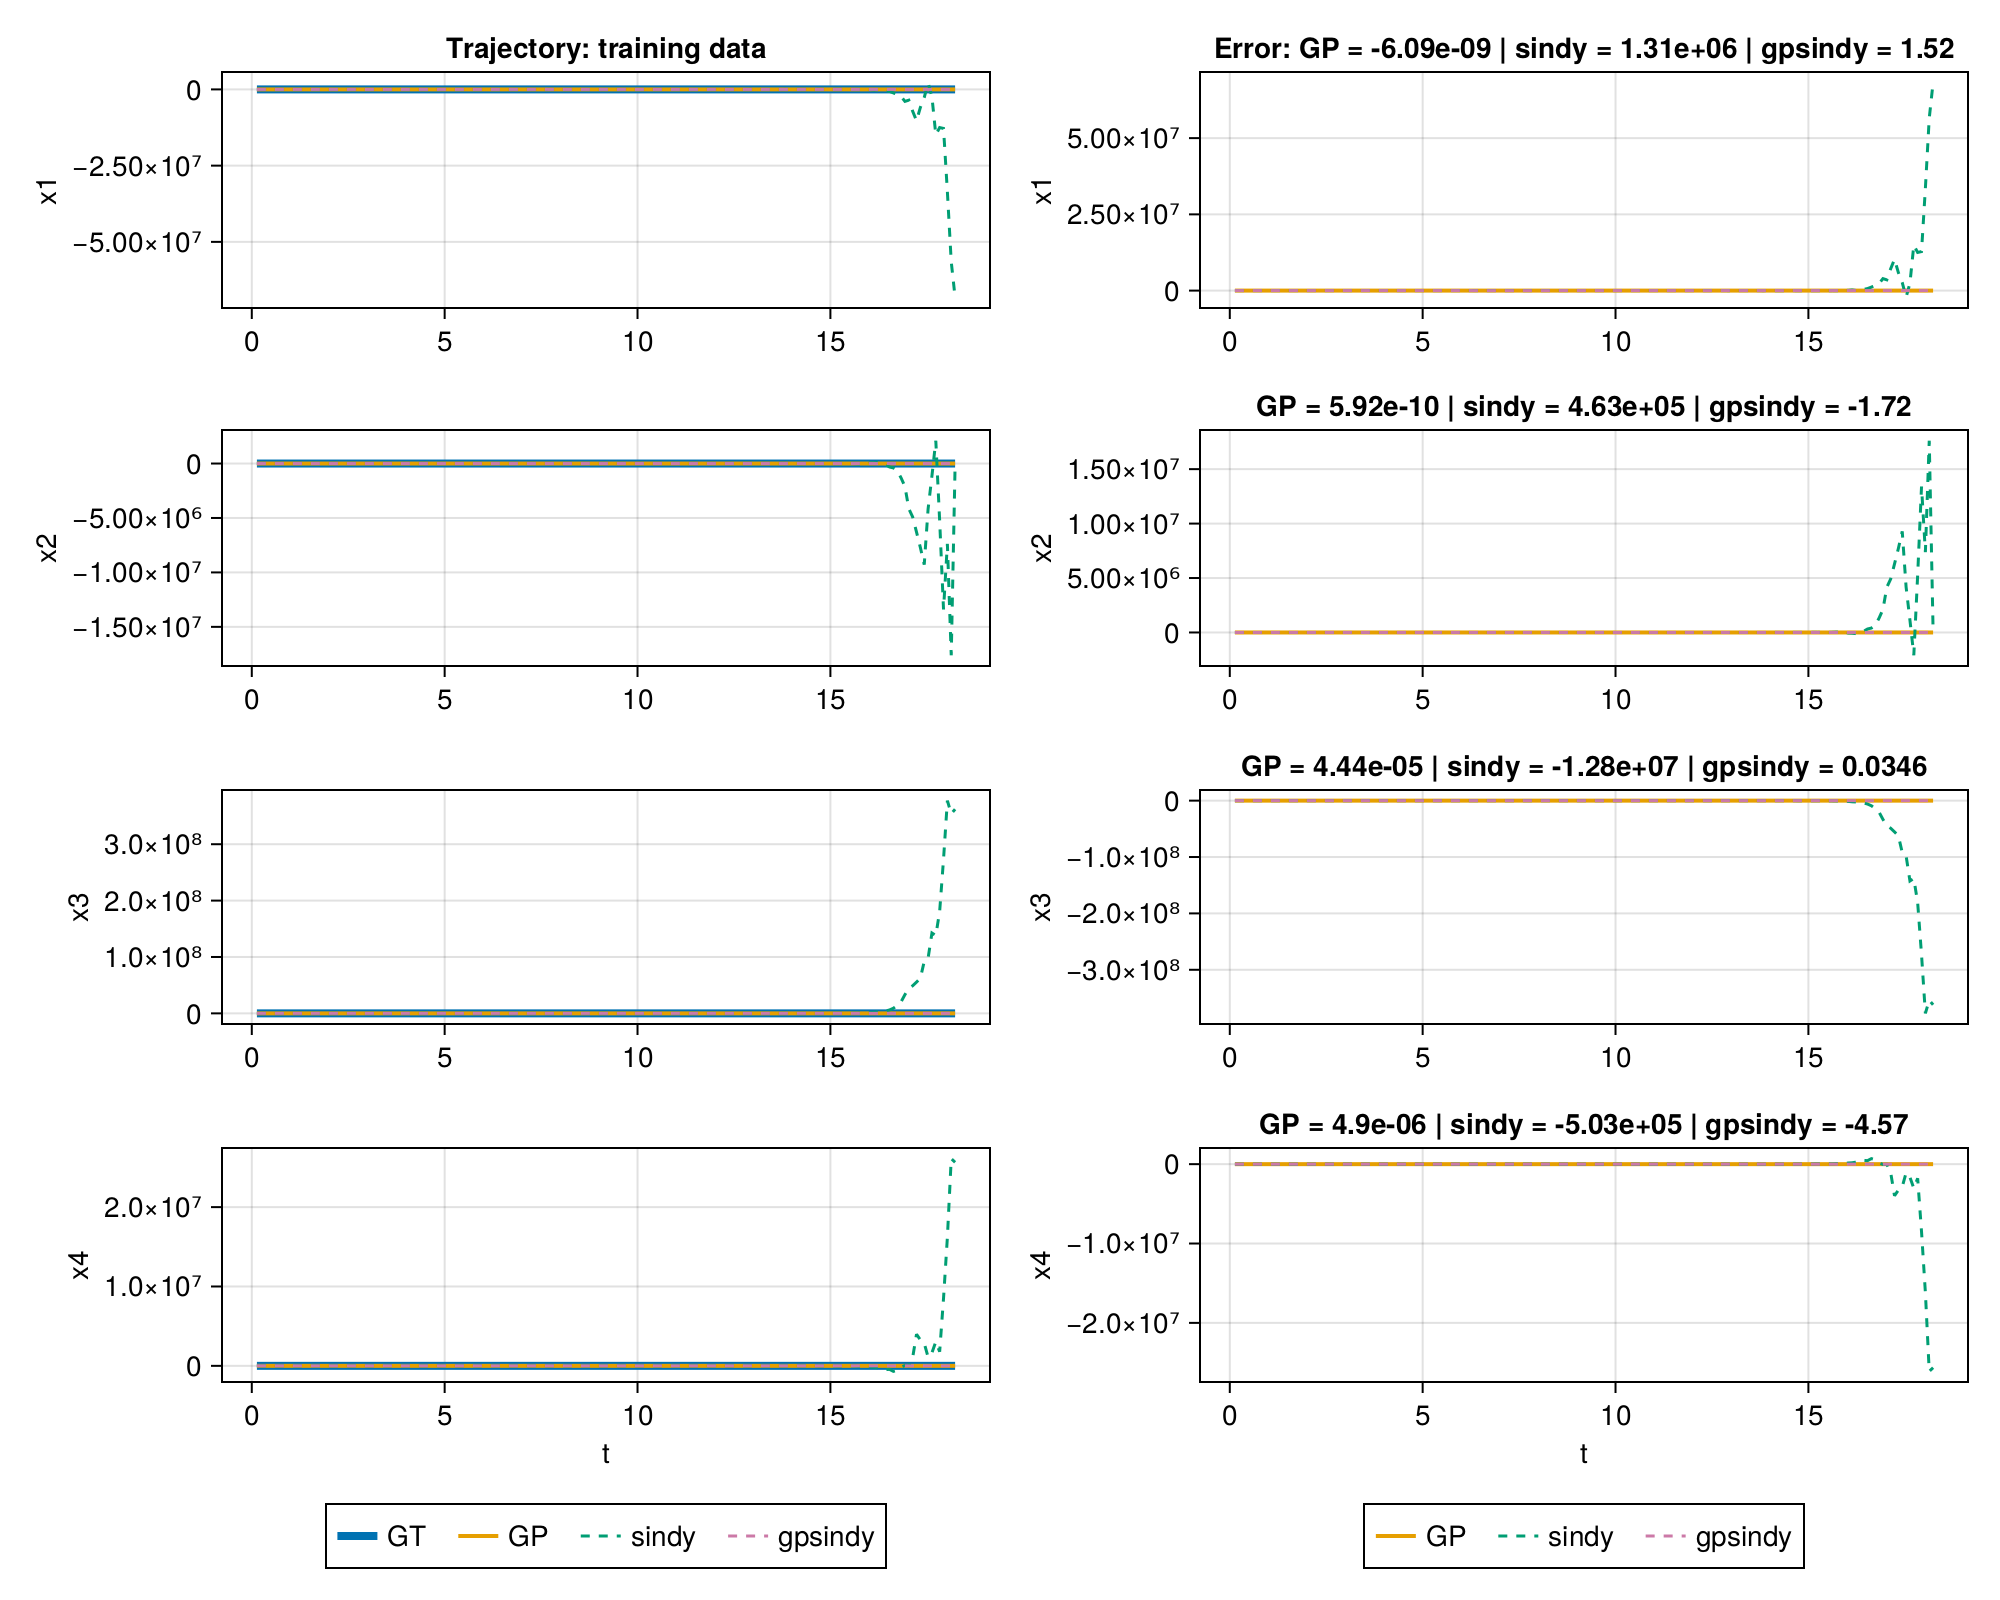 Trajectory: training data
0
−2.50×10⁷
−5.00×10⁷
x1
0 5 10 15
Error: GP = -6.09e-09 | sindy = 1.31e+06 | gpsindy = 1.52
5.00×10⁷
2.50×10⁷
0
x1
0 5 10 15
0
−5.00×10⁶
−1.00×10⁷
−1.50×10⁷
x2
0 5 10 15
GP = 5.92e-10 | sindy = 4.63e+05 | gpsindy = -1.72
1.50×10⁷
1.00×10⁷
5.00×10⁶
0
x2
0 5 10 15
3.0×10⁸
2.0×10⁸
1.0×10⁸
0
x3
0 5 10 15
GP = 4.44e-05 | sindy = -1.28e+07 | gpsindy = 0.0346
0
−1.0×10⁸
−2.0×10⁸
−3.0×10⁸
x3
0 5 10 15
2.0×10⁷
1.0×10⁷
0
x4
0 5 10 15
t
GP = 4.9e-06 | sindy = -5.03e+05 | gpsindy = -4.57
0
−1.0×10⁷
−2.0×10⁷
x4
0 5 10 15
t
GT GP sindy gpsindy
GP sindy gpsindy